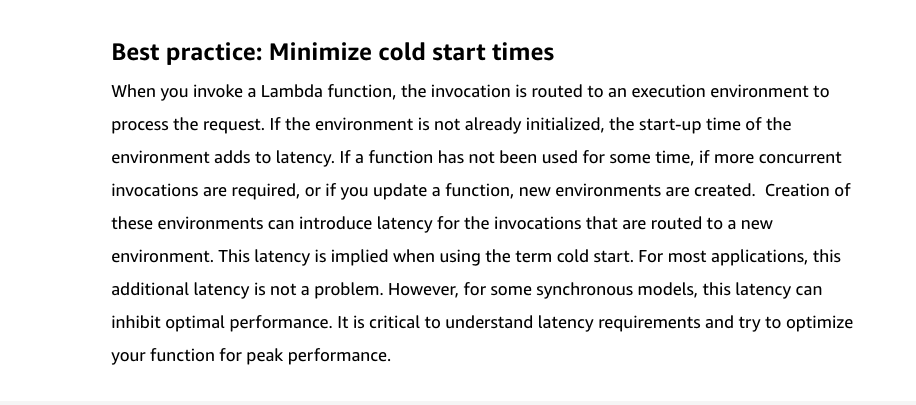 Best practice: Minimize cold start times
When you invoke a Lambda function, the invocation is routed to an execution environment to
process the request. If the environment is not already initialized, the start-up time of the
environment adds to latency. If a function has not been used for some time, if more concurrent
invocations are required, or if you update a function, new environments are created.  Creation of
these environments can introduce latency for the invocations that are routed to a new
environment. This latency is implied when using the term cold start. For most applications, this
additional latency is not a problem. However, for some synchronous models, this latency can
inhibit optimal performance. It is critical to understand latency requirements and try to optimize
your function for peak performance.